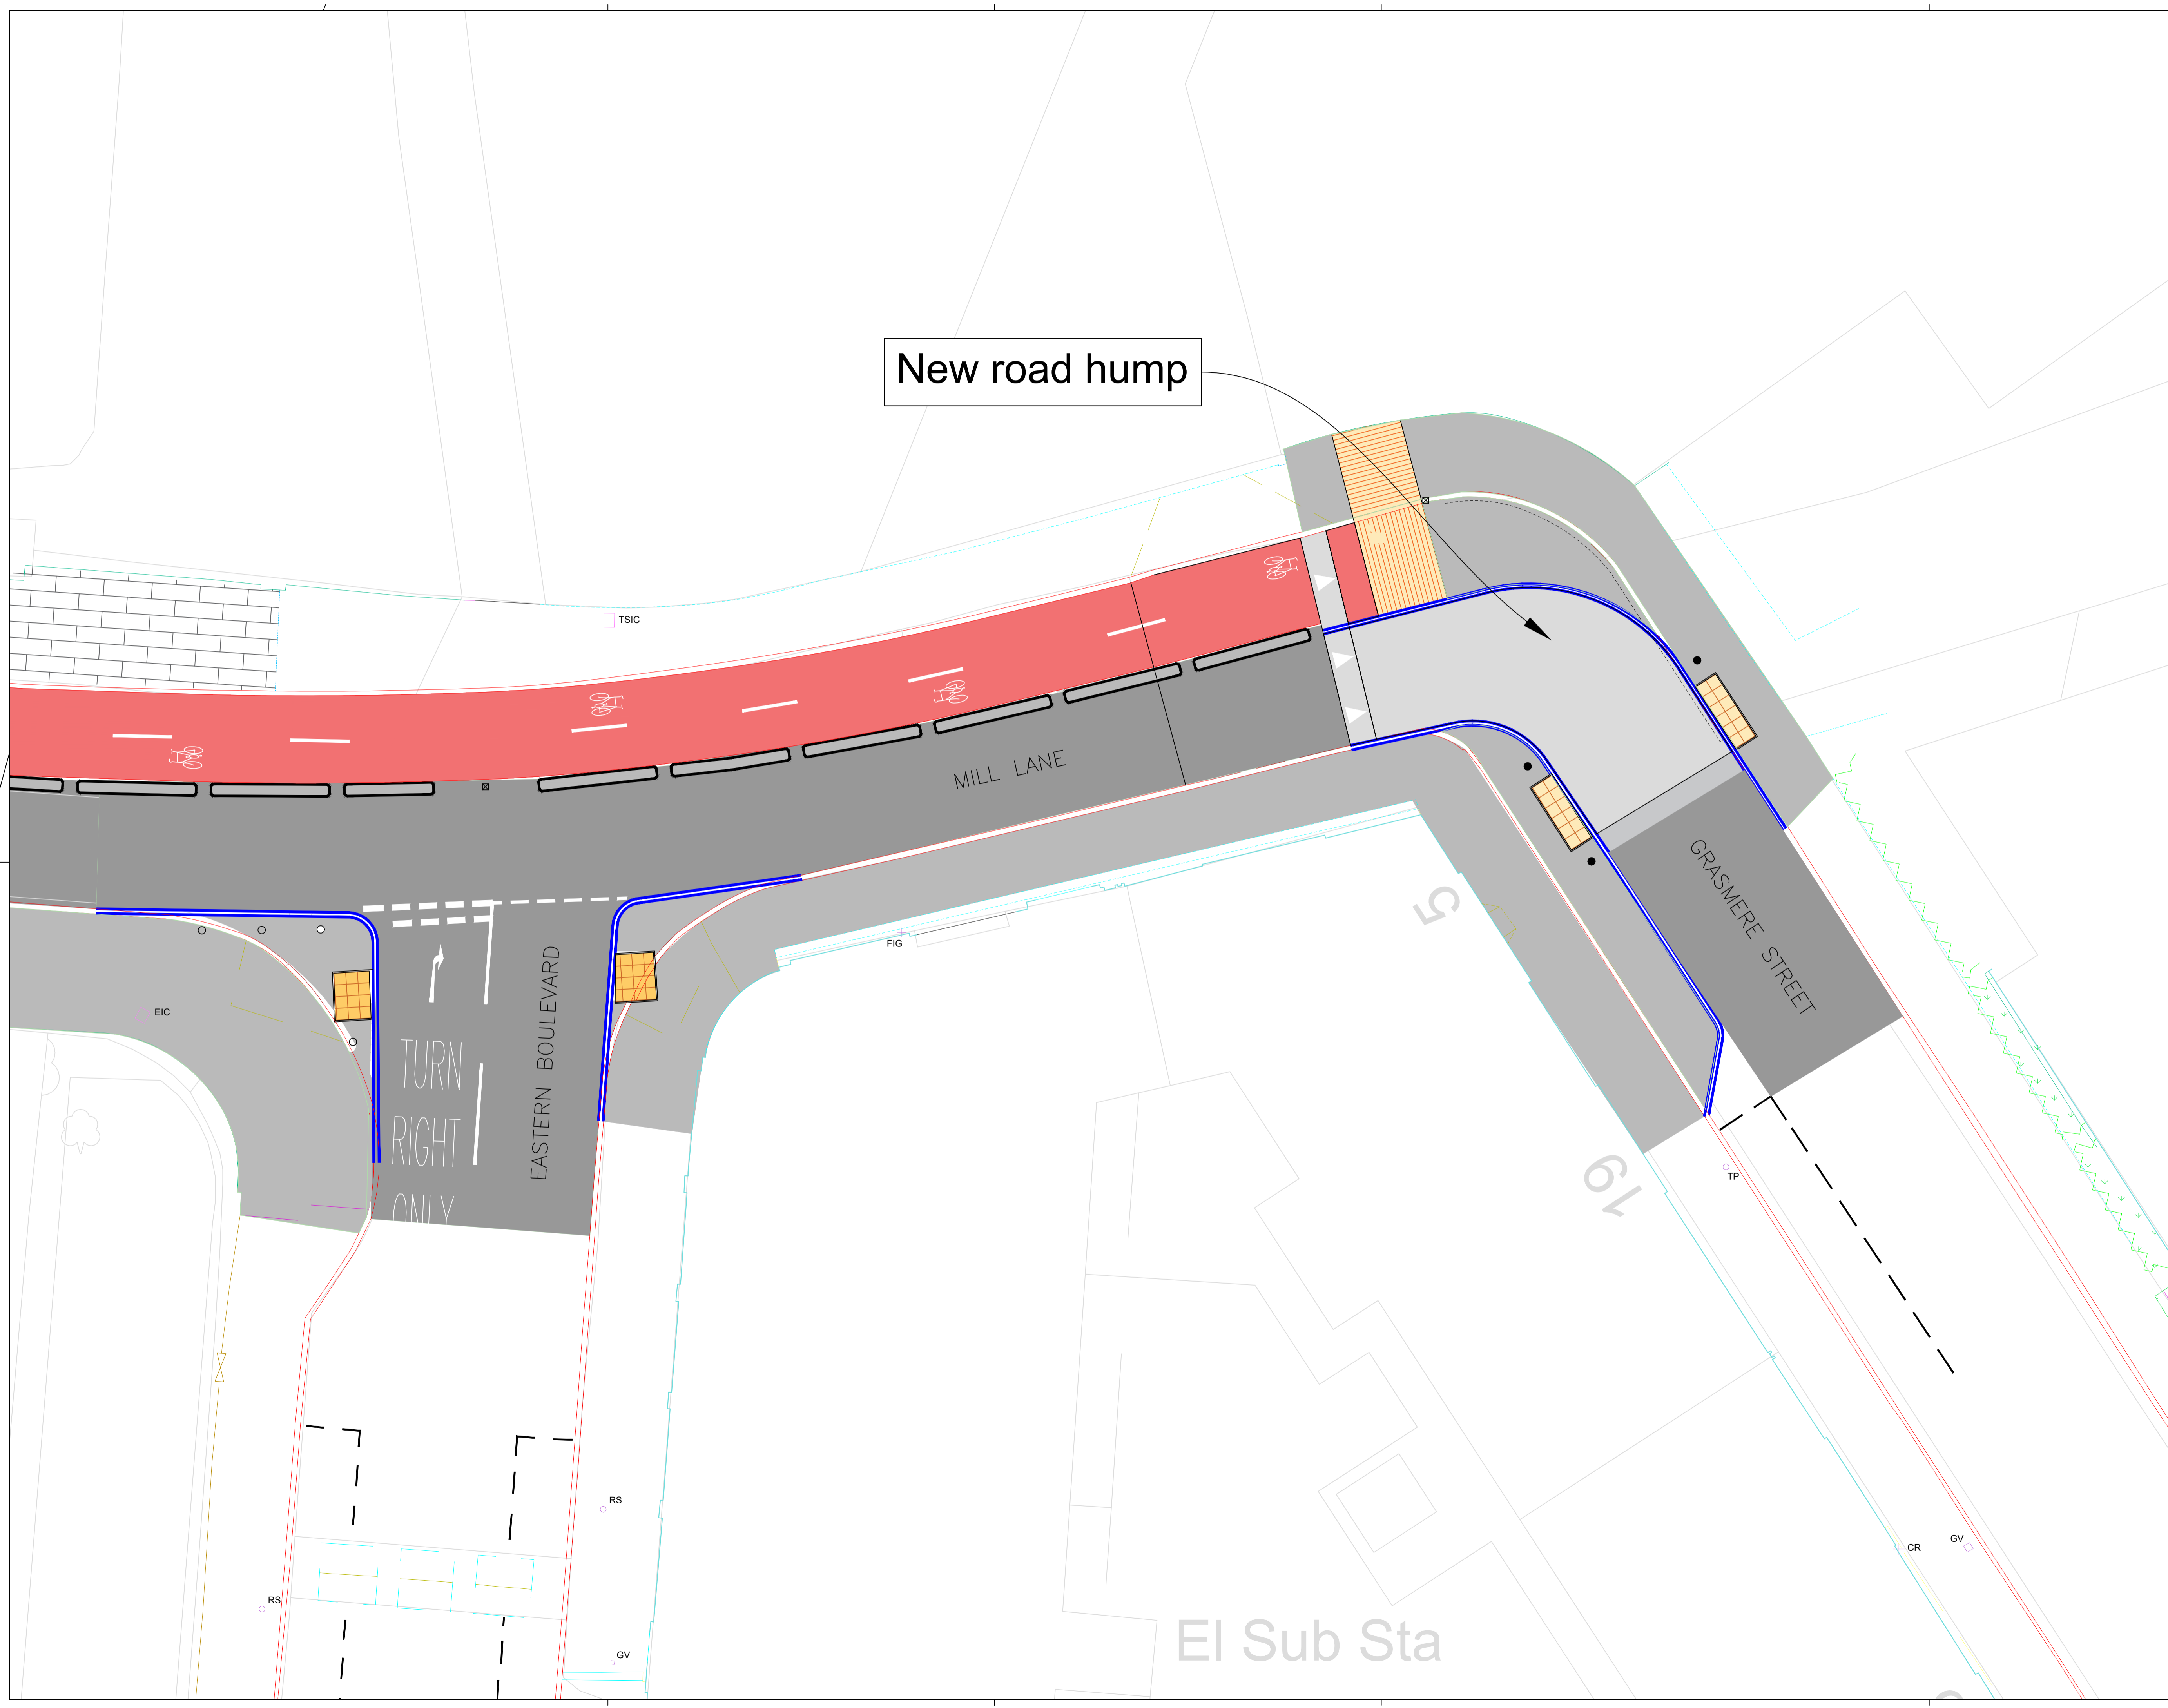 New road hump
TSIC
MILL LANE
5
GRASMERE STREET
FIG
EIC
EASTERN BOULEVARD
TURN
RIGHT
ONLY
19
TP
RS
CR
GV
RS
El Sub Sta
GV